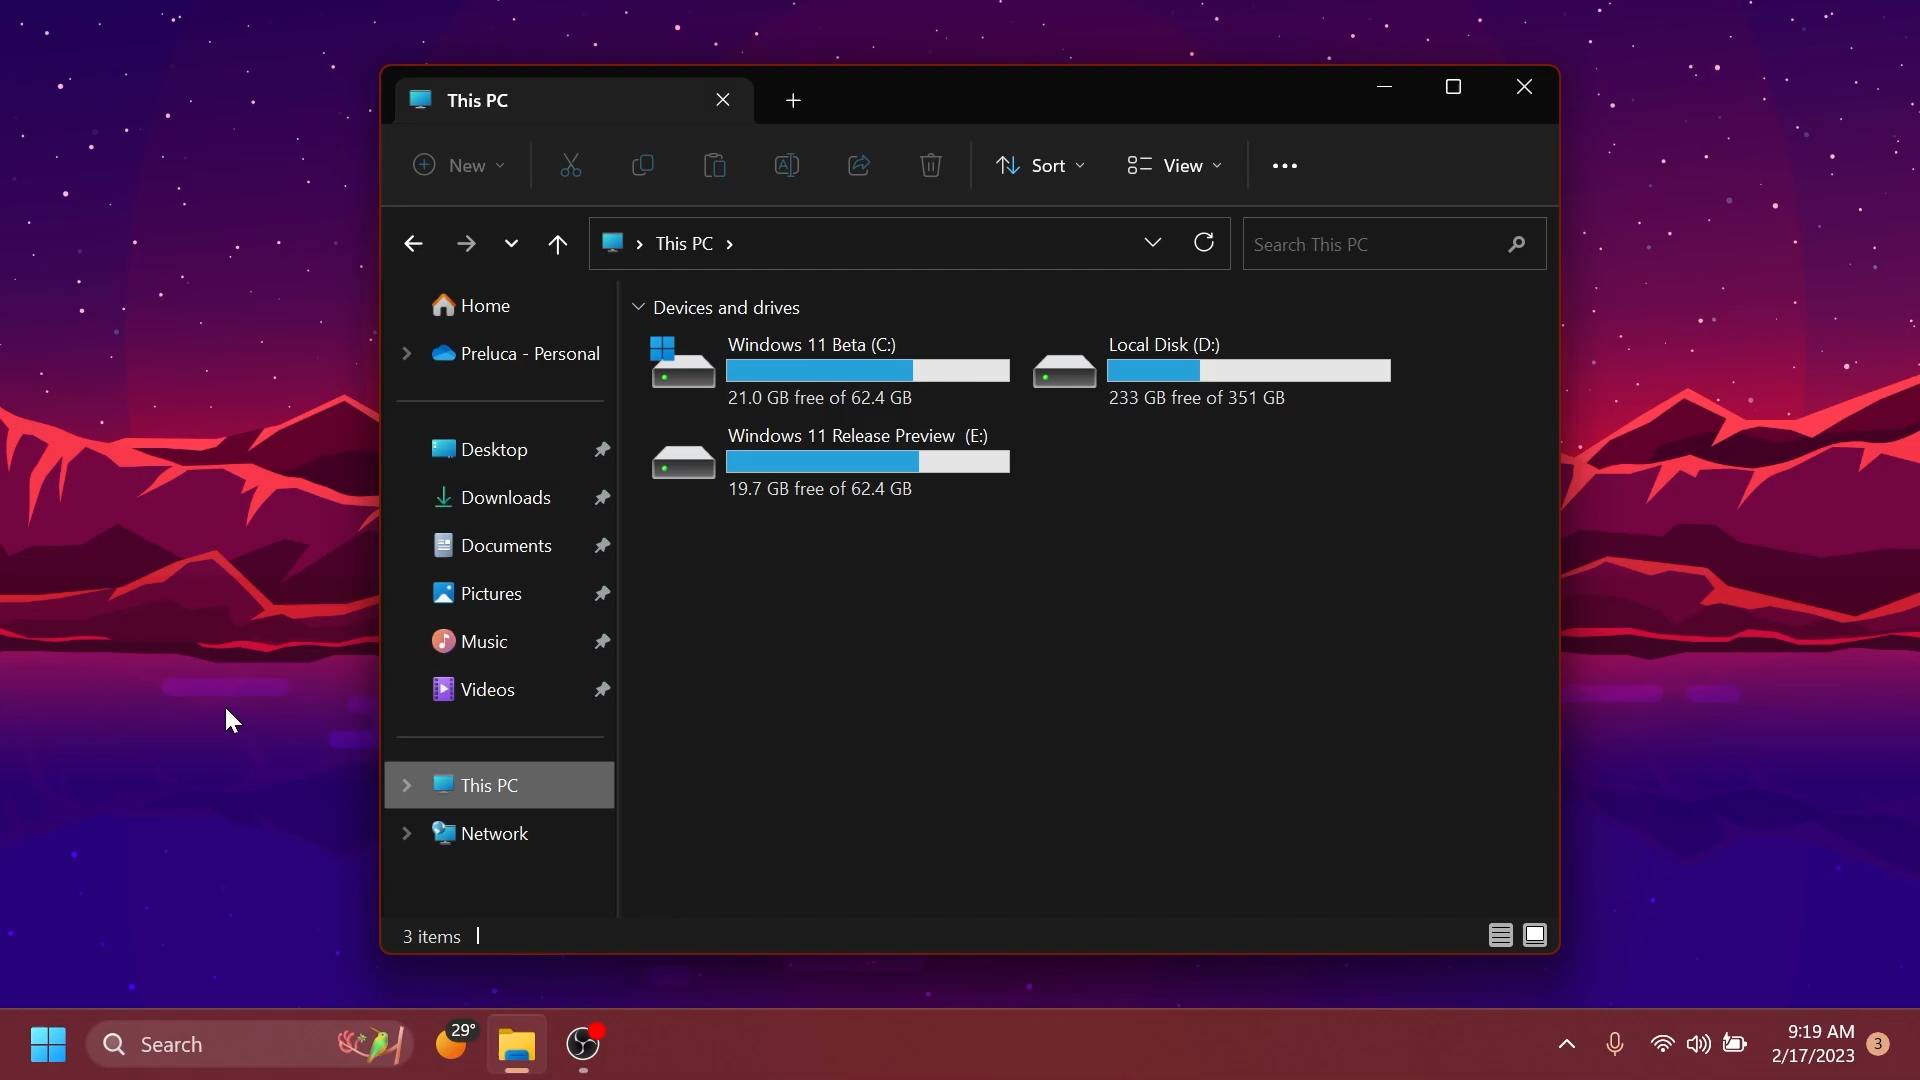 This PC
New
Sort
View
This PC
Search This PC
Home
Preluca - Personal
Desktop
Downloads
Documents
Pictures
Music
Videos
This PC
Network
Devices and drives
Windows 11 Beta (C:)
21.0 GB free of 62.4 GB
Local Disk (D:)
233 GB free of 351 GB
Windows 11 Release Preview (E:)
19.7 GB free of 62.4 GB
3 items
Search
29°
9:19 AM
2/17/2023
3